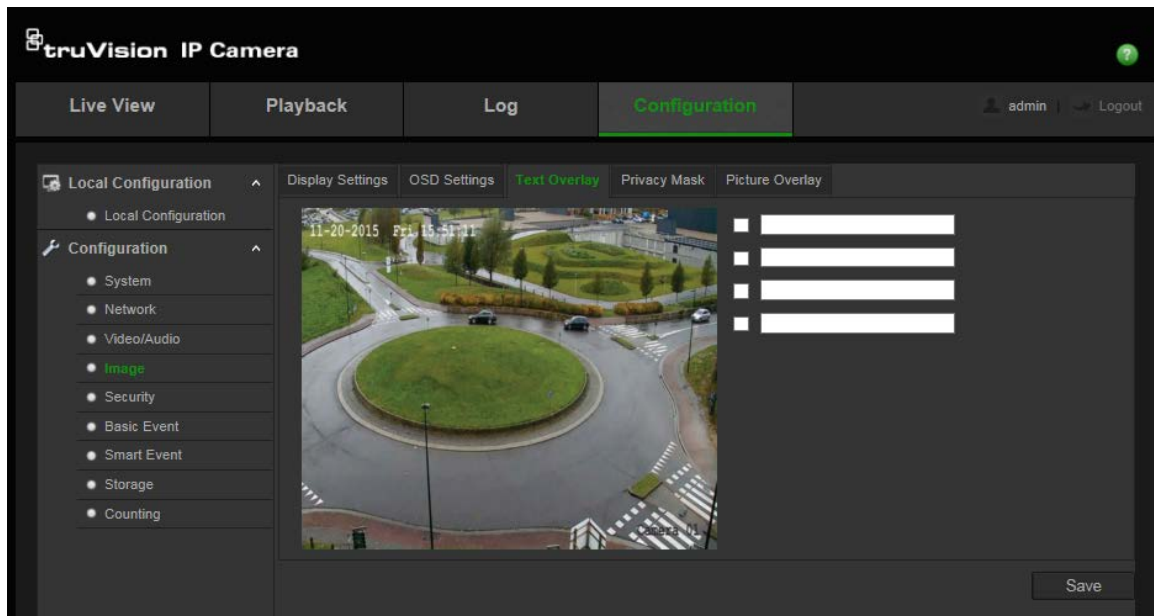 truVision IP Camera
?
Live View Playback Log Configuration admin | Logout
Local Configuration
Local Configuration
Configuration
System
Network
Video/Audio
Image
Security
Basic Event
Smart Event
Storage
Counting
Display Settings OSD Settings Text Overlay Privacy Mask Picture Overlay
11-20-2015 Fri 15:51:11
Camera 01
Save